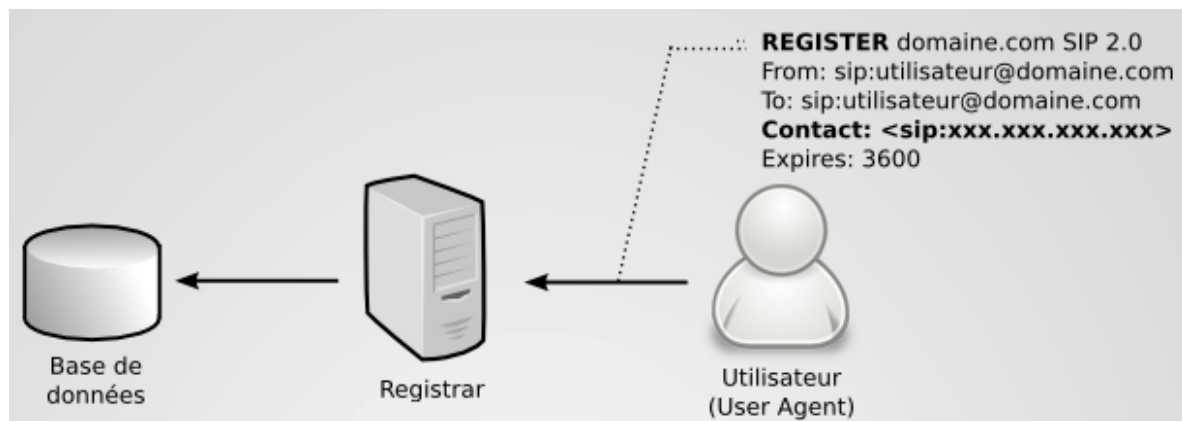 REGISTER domaine.com SIP 2.0
From: sip:utilisateur@domaine.com
To: sip:utilisateur@domaine.com
Contact: <sip:xxx.xxx.xxx.xxx>
Expires: 3600
Base de
données
Registrar
Utilisateur
(User Agent)